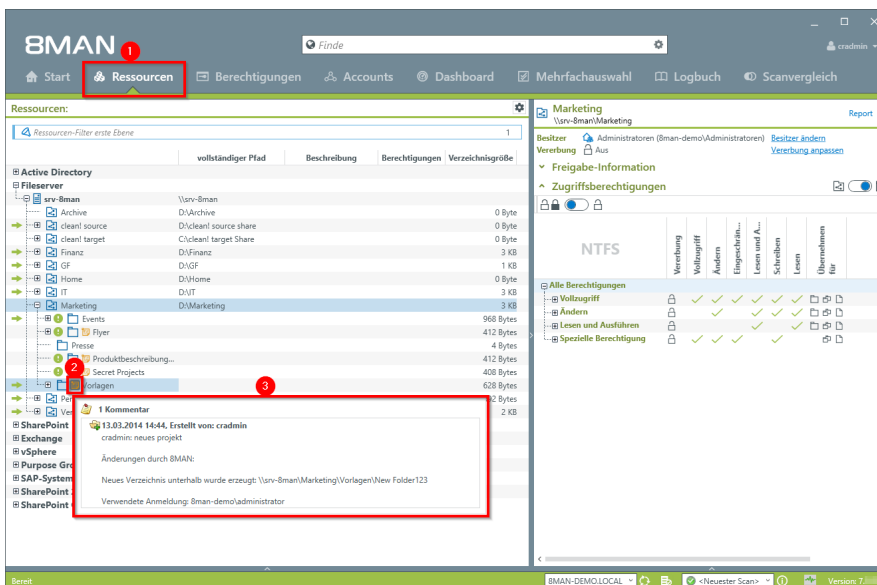 8MAN
1
Finde
cradmin
Start
Ressourcen
Berechtigungen
Accounts
Dashboard
Mehrfachauswahl
Logbuch
Scanvergleich
Ressourcen:
Ressourcen-Filter erste Ebene 1
vollständiger Pfad Beschreibung Berechtigungen Verzeichnisgröße
Active Directory
Fileserver
srv-8man \\srv-8man
Archive D:\Archive 0 Byte
clean! source D:\clean! source share 0 Byte
clean! target C:\clean! target Share 0 Byte
Finanz D:\Finanz 3 KB
GF D:\GF 1 KB
Home D:\Home 0 Byte
IT D:\IT 3 KB
Marketing D:\Marketing 3 KB
Events 968 Bytes
Flyer 412 Bytes
Presse 4 Bytes
Produktbeschreibung... 412 Bytes
2
Secret Projects 408 Bytes
Vorlagen 628 Bytes
3
Per
Ver 2 KB
SharePoint
Exchange
vSphere
Purpose Gro
SAP-System
SharePoint
SharePoint
1 Kommentar
13.03.2014 14:44, Erstellt von: cradmin
cradmin: neues projekt
Änderungen durch 8MAN:
Neues Verzeichnis unterhalb wurde erzeugt: \\srv-8man\Marketing\Vorlagen\New Folder123
Verwendete Anmeldung: 8man-demo\administrator
Marketing
\\srv-8man\Marketing
Report
Besitzer Administratoren (8man-demo\Administratoren) Besitzer ändern
Vererbung Aus Vererbung anpassen
Freigabe-Information
Zugriffsberechtigungen
NTFS
Vererbung
Vollzugriff
Ändern
Eingeschrän...
Lesen und A...
Schreiben
Lesen
Übernehmen für
Alle Berechtigungen
Vollzugriff
Ändern
Lesen und Ausführen
Spezielle Berechtigung
Bereit
8MAN-DEMO.LOCAL
<Neuester Scan>
Version: 7.